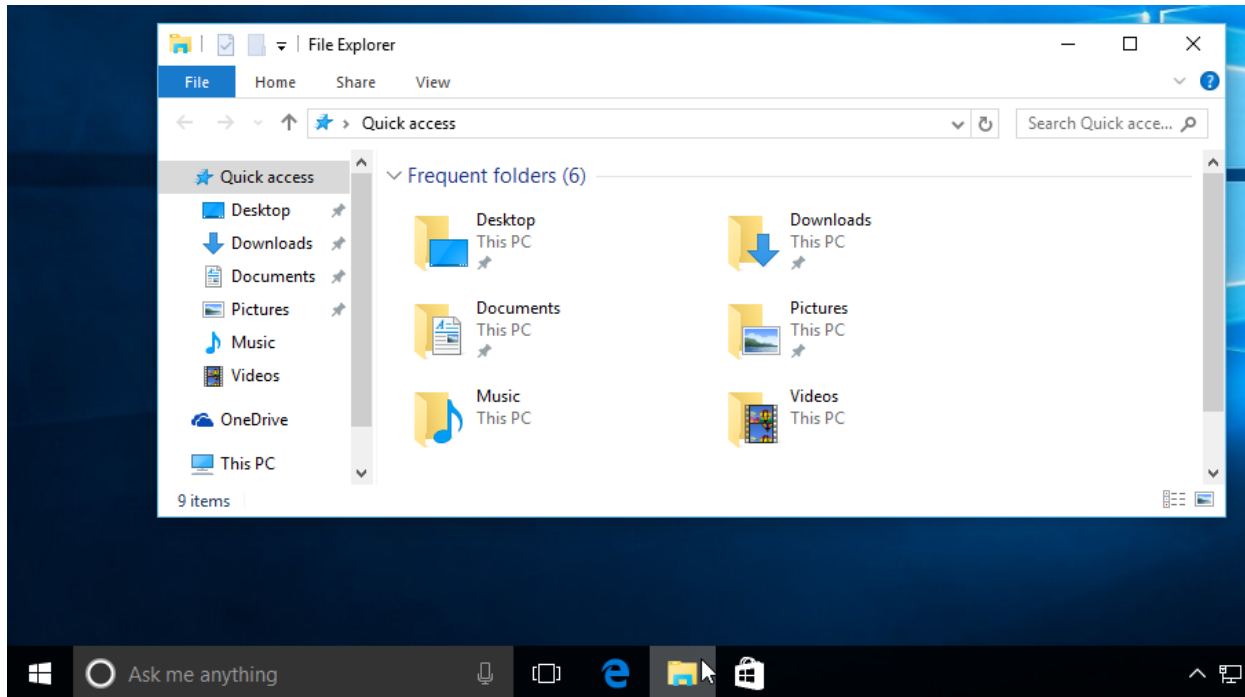 File Explorer
File Home Share View
Quick access
Search Quick acce...
Quick access
Desktop
Downloads
Documents
Pictures
Music
Videos
OneDrive
This PC
Frequent folders (6)
Desktop
This PC
Downloads
This PC
Documents
This PC
Pictures
This PC
Music
This PC
Videos
This PC
9 items
Ask me anything